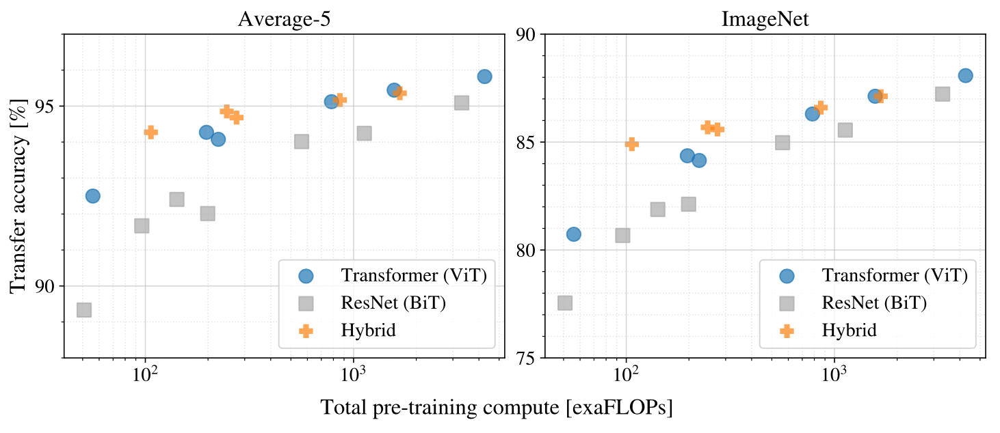 Average-5
ImageNet
Transfer accuracy [%]
95
90
10²
10³
Transformer (ViT)
ResNet (BiT)
Hybrid
90
85
80
75
10²
10³
Transformer (ViT)
ResNet (BiT)
Hybrid
Total pre-training compute [exaFLOPs]